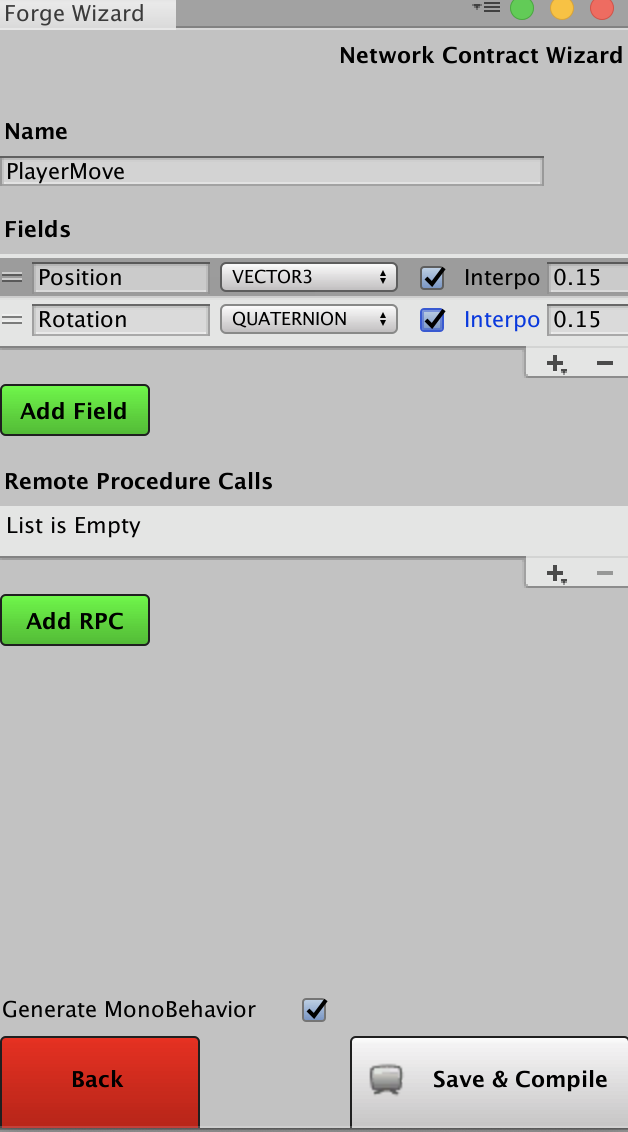 Forge Wizard
Network Contract Wizard
Name
PlayerMove
Fields
Position VECTOR3 Interpo 0.15
Rotation QUATERNION Interpo 0.15
Add Field
Remote Procedure Calls
List is Empty
Add RPC
Generate MonoBehavior
Back Save & Compile